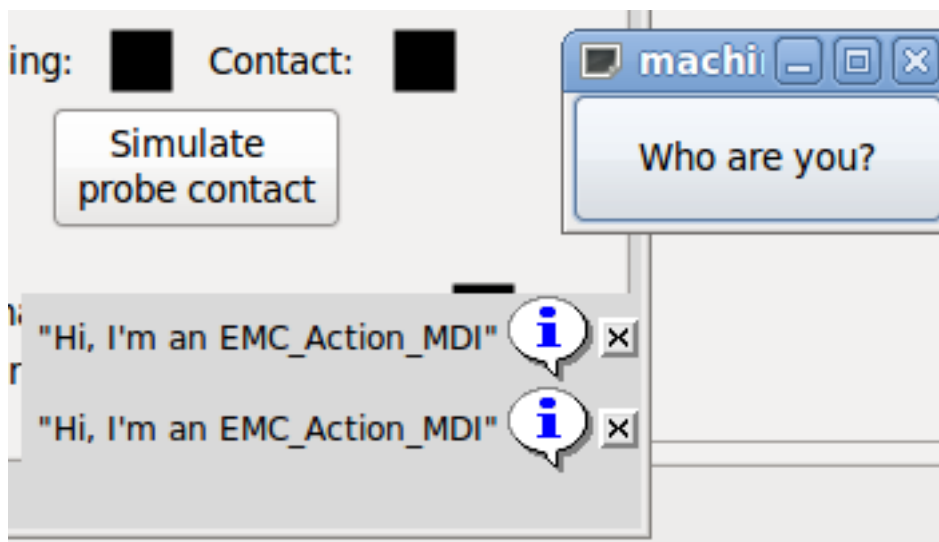 ing: Contact:
machi
Simulate
probe contact
Who are you?
"Hi, I'm an EMC_Action_MDI"
"Hi, I'm an EMC_Action_MDI"